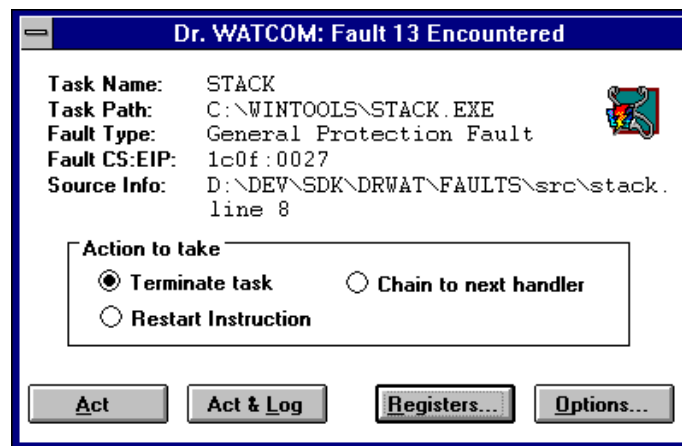 Dr. WATCOM: Fault 13 Encountered
Task Name: STACK
Task Path: C:\WINTOOLS\STACK.EXE
Fault Type: General Protection Fault
Fault CS:EIP: 1c0f:0027
Source Info: D:\DEV\SDK\DRWAT\FAULTS\src\stack.
line 8
Action to take
Terminate task Chain to next handler
Restart Instruction
Act Act & Log Registers... Options...